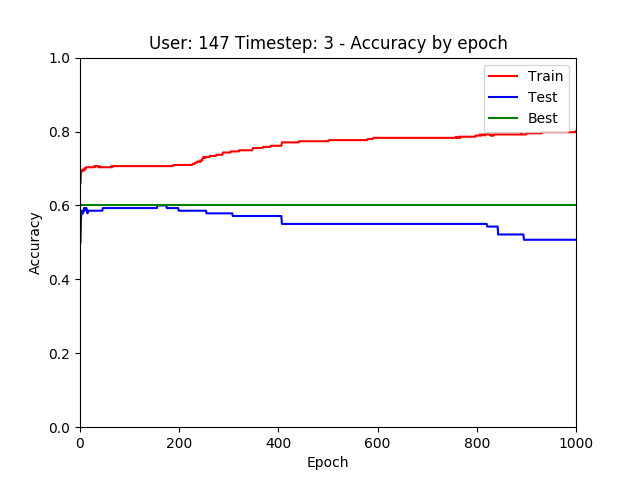 User: 147 Timestep: 3 - Accuracy by epoch
1.0
0.8
0.6
0.4
0.2
0.0
Accuracy
Train
Test
Best
0 200 400 600 800 1000
Epoch